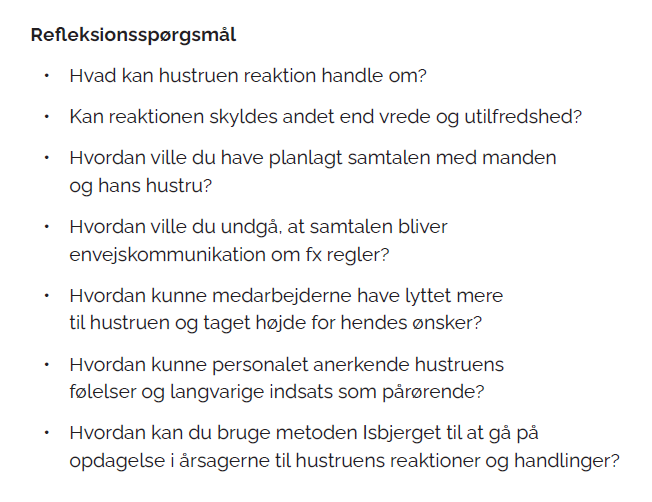 Refleksionsspørgsmål
• Hvad kan hustruen reaktion handle om?
• Kan reaktionen skyldes andet end vrede og utilfredshed?
• Hvordan ville du have planlagt samtalen med manden
og hans hustru?
• Hvordan ville du undgå, at samtalen bliver
envejskommunikation om fx regler?
• Hvordan kunne medarbejderne have lyttet mere
til hustruen og taget højde for hendes ønsker?
• Hvordan kunne personalet anerkende hustruens
følelser og langvarige indsats som pårørende?
• Hvordan kan du bruge metoden Isbjerget til at gå på
opdagelse i årsagerne til hustruens reaktioner og handlinger?